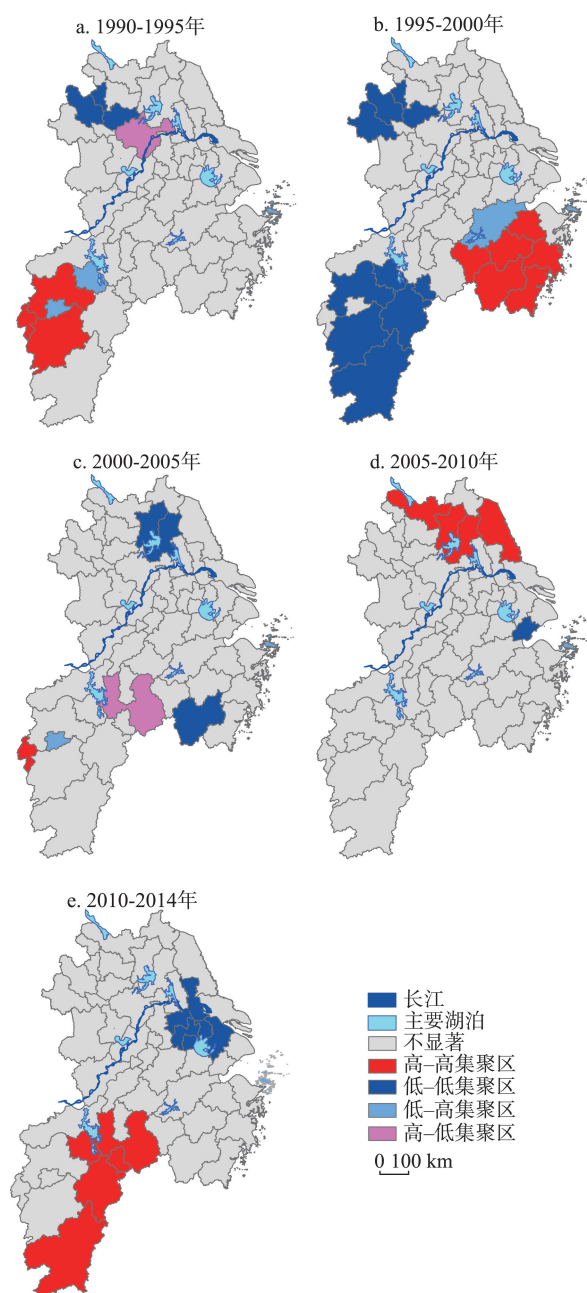 a. 1990-1995年
b. 1995-2000年
c. 2000-2005年
d. 2005-2010年
e. 2010-2014年
长江
主要湖泊
不显著
高–高集聚区
低–低集聚区
低–高集聚区
高–低集聚区
0 100 km